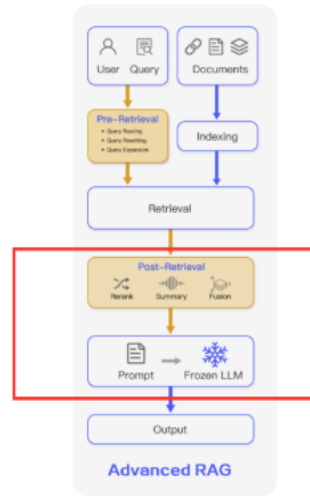 User Query
Documents
Pre-Retrieval
• Query Routing
• Query Rewriting
• Query Expansion
Indexing
Retrieval
Post-Retrieval
Rerank Summary Fusion
Prompt Frozen LLM
Output
Advanced RAG